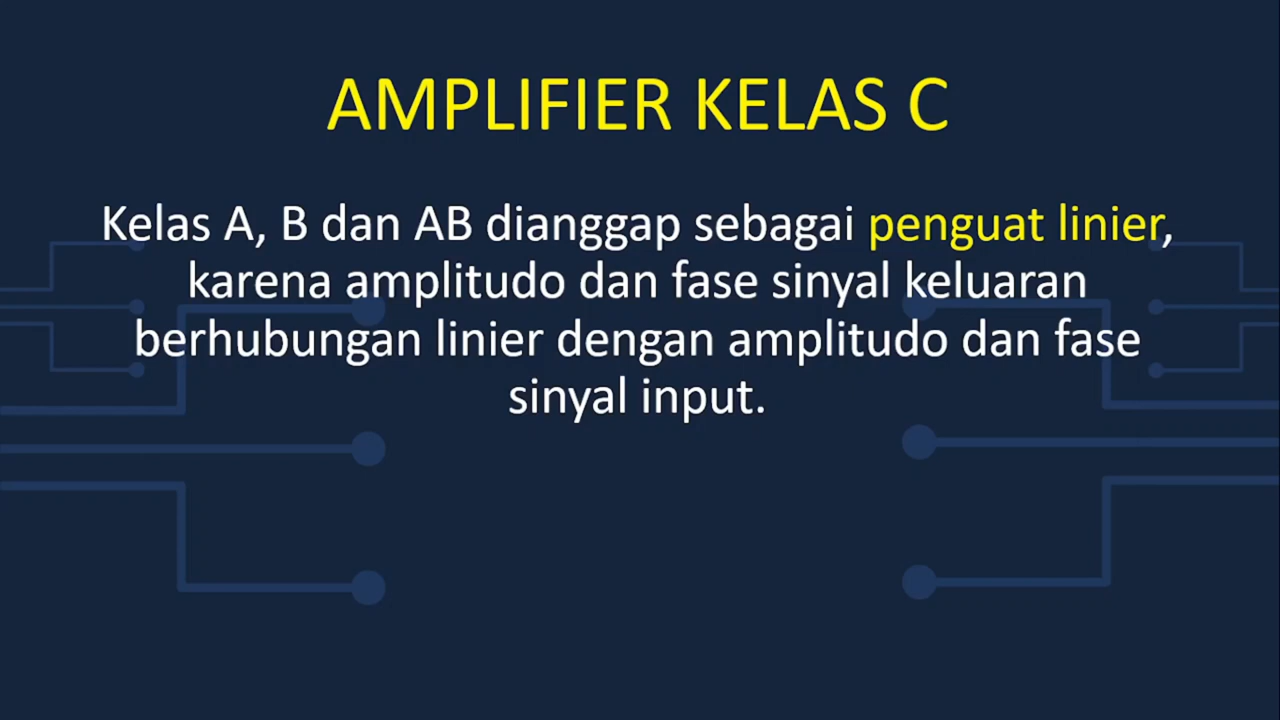 AMPLIFIER KELAS C
Kelas A, B dan AB dianggap sebagai penguat linier,
karena amplitudo dan fase sinyal keluaran
berhubungan linier dengan amplitudo dan fase
sinyal input.